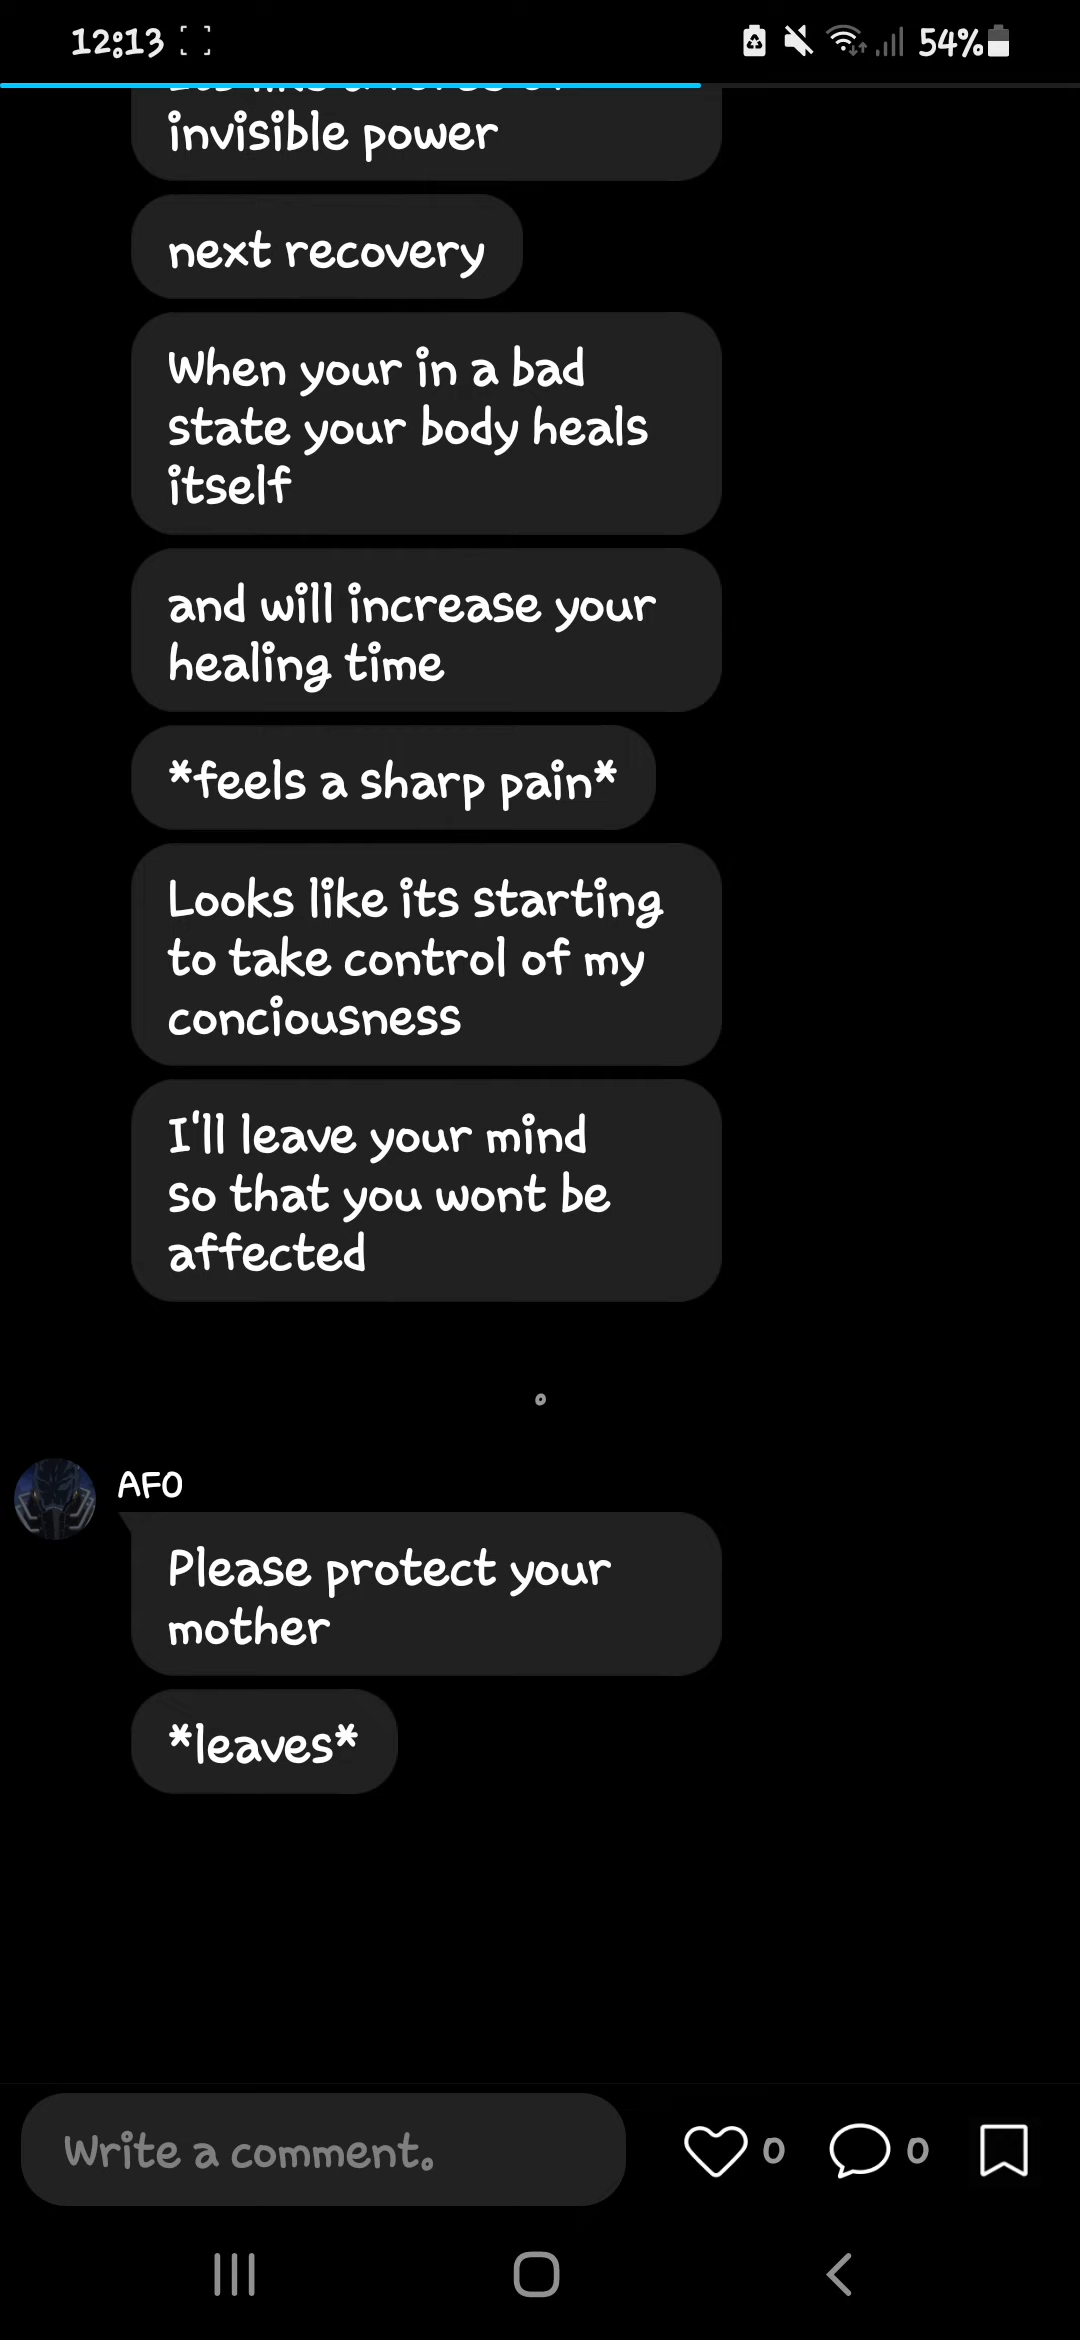 12:13
54%
invisible power
next recovery
When your in a bad
state your body heals
itself
and will increase your
healing time
*feels a sharp pain*
Looks like its starting
to take control of my
conciousness
I'll leave your mind
so that you wont be
affected
AFO
Please protect your
mother
*leaves*
Write a comment.
0
0